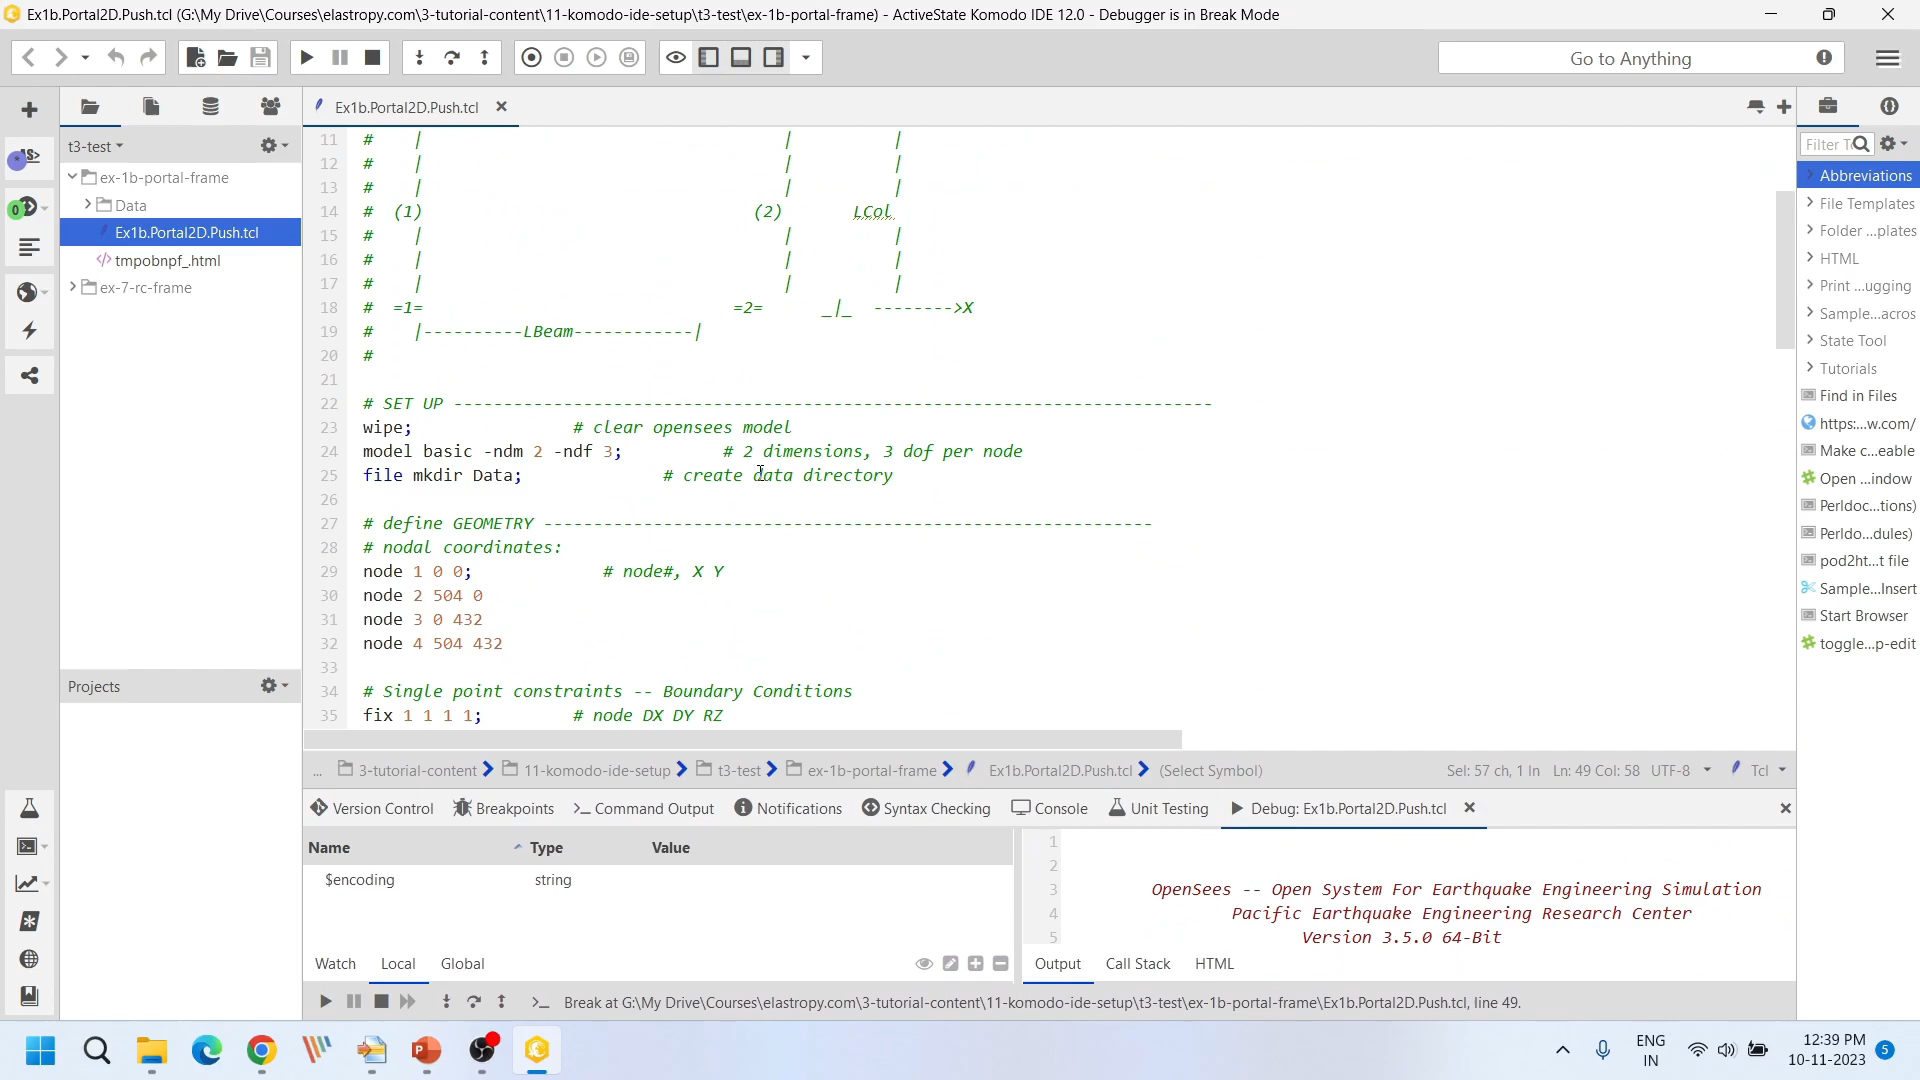 Ex1b.Portal2D.Push.tcl (G:\My Drive\Courses\elastropy.com\3-tutorial-content\11-komodo-ide-setup\t3-test\ex-1b-portal-frame) - ActiveState Komodo IDE 12.0 - Debugger is in Break Mode
Go to Anything
Ex1b.Portal2D.Push.tcl
t3-test
Filter T
ex-1b-portal-frame
Data
Ex1b.Portal2D.Push.tcl
tmpobnpf_.html
ex-7-rc-frame
Projects
11 # | | |
12 # | | |
13 # | | |
14 # (1) (2) LCol
15 # | | |
16 # | | |
17 # | | |
18 # =1= =2= _|_ -------->X
19 # |----------LBeam------------|
20 #
21
22 # SET UP ----------------------------------------------------------------------------
23 wipe; # clear opensees model
24 model basic -ndm 2 -ndf 3; # 2 dimensions, 3 dof per node
25 file mkdir Data; # create data directory
26
27 # define GEOMETRY -------------------------------------------------------------
28 # nodal coordinates:
29 node 1 0 0; # node#, X Y
30 node 2 504 0
31 node 3 0 432
32 node 4 504 432
33
34 # Single point constraints -- Boundary Conditions
35 fix 1 1 1 1; # node DX DY RZ
Abbreviations
File Templates
Folder ...plates
HTML
Print ...ugging
Sample...acros
State Tool
Tutorials
Find in Files
https:...w.com/
Make c...eable
Open ...indow
Perldoc...tions)
Perldo...dules)
pod2ht...t file
Sample...Insert
Start Browser
toggle...p-edit
... 3-tutorial-content 11-komodo-ide-setup t3-test ex-1b-portal-frame Ex1b.Portal2D.Push.tcl (Select Symbol) Sel: 57 ch, 1 ln Ln: 49 Col: 58 UTF-8 Tcl
Version Control Breakpoints Command Output Notifications Syntax Checking Console Unit Testing Debug: Ex1b.Portal2D.Push.tcl
Name Type Value
$encoding string
Watch Local Global
1
2
3 OpenSees -- Open System For Earthquake Engineering Simulation
4 Pacific Earthquake Engineering Research Center
5 Version 3.5.0 64-Bit
Output Call Stack HTML
Break at G:\My Drive\Courses\elastropy.com\3-tutorial-content\11-komodo-ide-setup\t3-test\ex-1b-portal-frame\Ex1b.Portal2D.Push.tcl, line 49.
ENG
IN
12:39 PM
10-11-2023
5